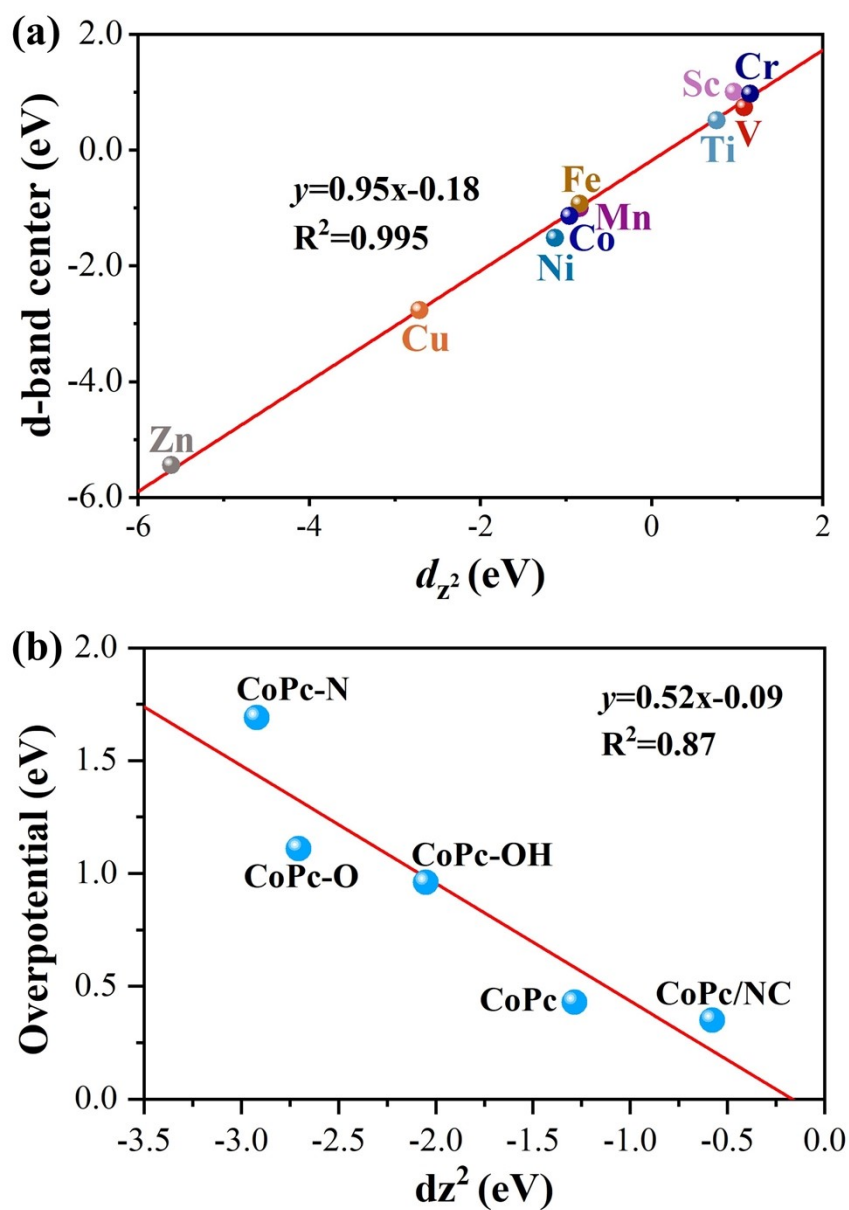 (a)
2.0
0.0
-2.0
-4.0
-6.0
d-band center (eV)
Sc
Cr
V
Ti
Fe
Mn
Co
Ni
Cu
Zn
y=0.95x-0.18
R²=0.995
-6
-4
-2
0
2
d_z² (eV)
(b)
2.0
1.5
1.0
0.5
0.0
Overpotential (eV)
CoPc-N
y=0.52x-0.09
R²=0.87
CoPc-O
CoPc-OH
CoPc
CoPc/NC
-3.5
-3.0
-2.5
-2.0
-1.5
-1.0
-0.5
0.0
dz² (eV)